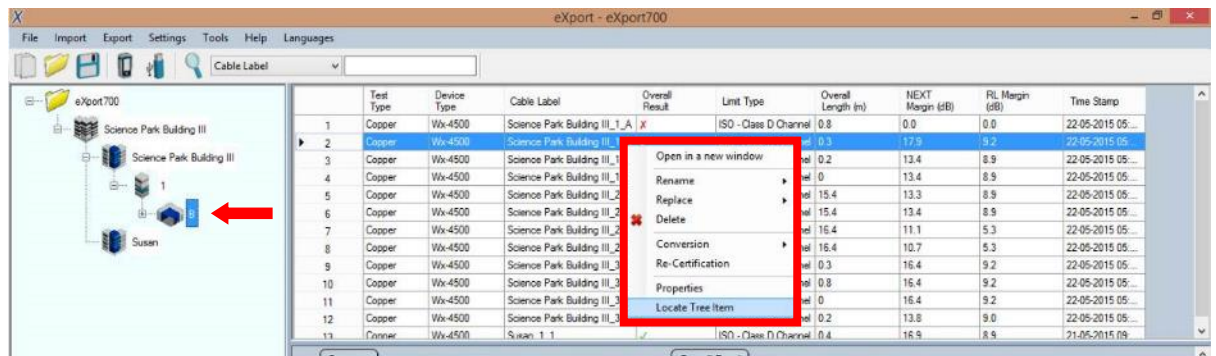 X eXport - eXport700
File Import Export Settings Tools Help Languages
Cable Label
eXport700
Science Park Building III
Science Park Building III
1
B
Susan
Test Type Device Type Cable Label Overall Result Limit Type Overall Length (m) NEXT Margin (dB) RL Margin (dB) Time Stamp
1 Copper Wx-4500 Science Park Building III_1_A X ISO - Class D Channel 0.8 0.0 0.0 22-05-2015 05:...
2 Copper Wx-4500 Science Park Building III_1 nel 0.3 17.9 9.2 22-05-2015 05:...
3 Copper Wx-4500 Science Park Building III_1 nel 0.2 13.4 8.9 22-05-2015 05:...
4 Copper Wx-4500 Science Park Building III_1 nel 0 13.4 8.9 22-05-2015 05:...
5 Copper Wx-4500 Science Park Building III_2 nel 15.4 13.3 8.9 22-05-2015 05:...
6 Copper Wx-4500 Science Park Building III_2 nel 15.4 13.4 8.9 22-05-2015 05:...
7 Copper Wx-4500 Science Park Building III_2 nel 16.4 11.1 5.3 22-05-2015 05:...
8 Copper Wx-4500 Science Park Building III_2 nel 16.4 10.7 5.3 22-05-2015 05:...
9 Copper Wx-4500 Science Park Building III_3 nel 0.3 16.4 9.2 22-05-2015 05:...
10 Copper Wx-4500 Science Park Building III_3 nel 0.8 16.4 9.2 22-05-2015 05:...
11 Copper Wx-4500 Science Park Building III_3 nel 0 16.4 9.2 22-05-2015 05:...
12 Copper Wx-4500 Science Park Building III_3 nel 0.2 13.8 9.0 22-05-2015 05:...
13 Copper Wx-4500 Susan_1_1 ISO - Class D Channel 0.4 16.9 8.9 21-05-2015 09:...
Open in a new window
Rename
Replace
Delete
Conversion
Re-Certification
Properties
Locate Tree Item